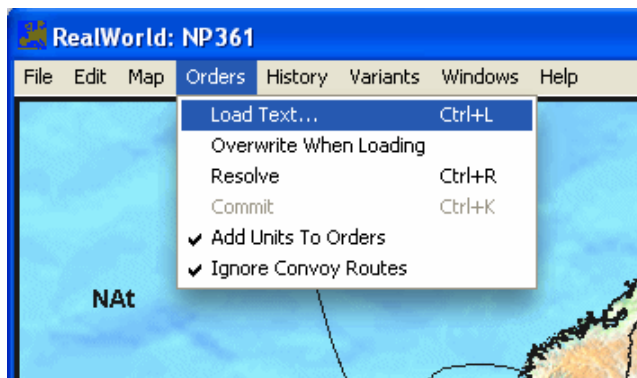 RealWorld: NP361
File Edit Map Orders History Variants Windows Help
Load Text... Ctrl+L
Overwrite When Loading
Resolve Ctrl+R
Commit Ctrl+K
Add Units To Orders
Ignore Convoy Routes
NAt